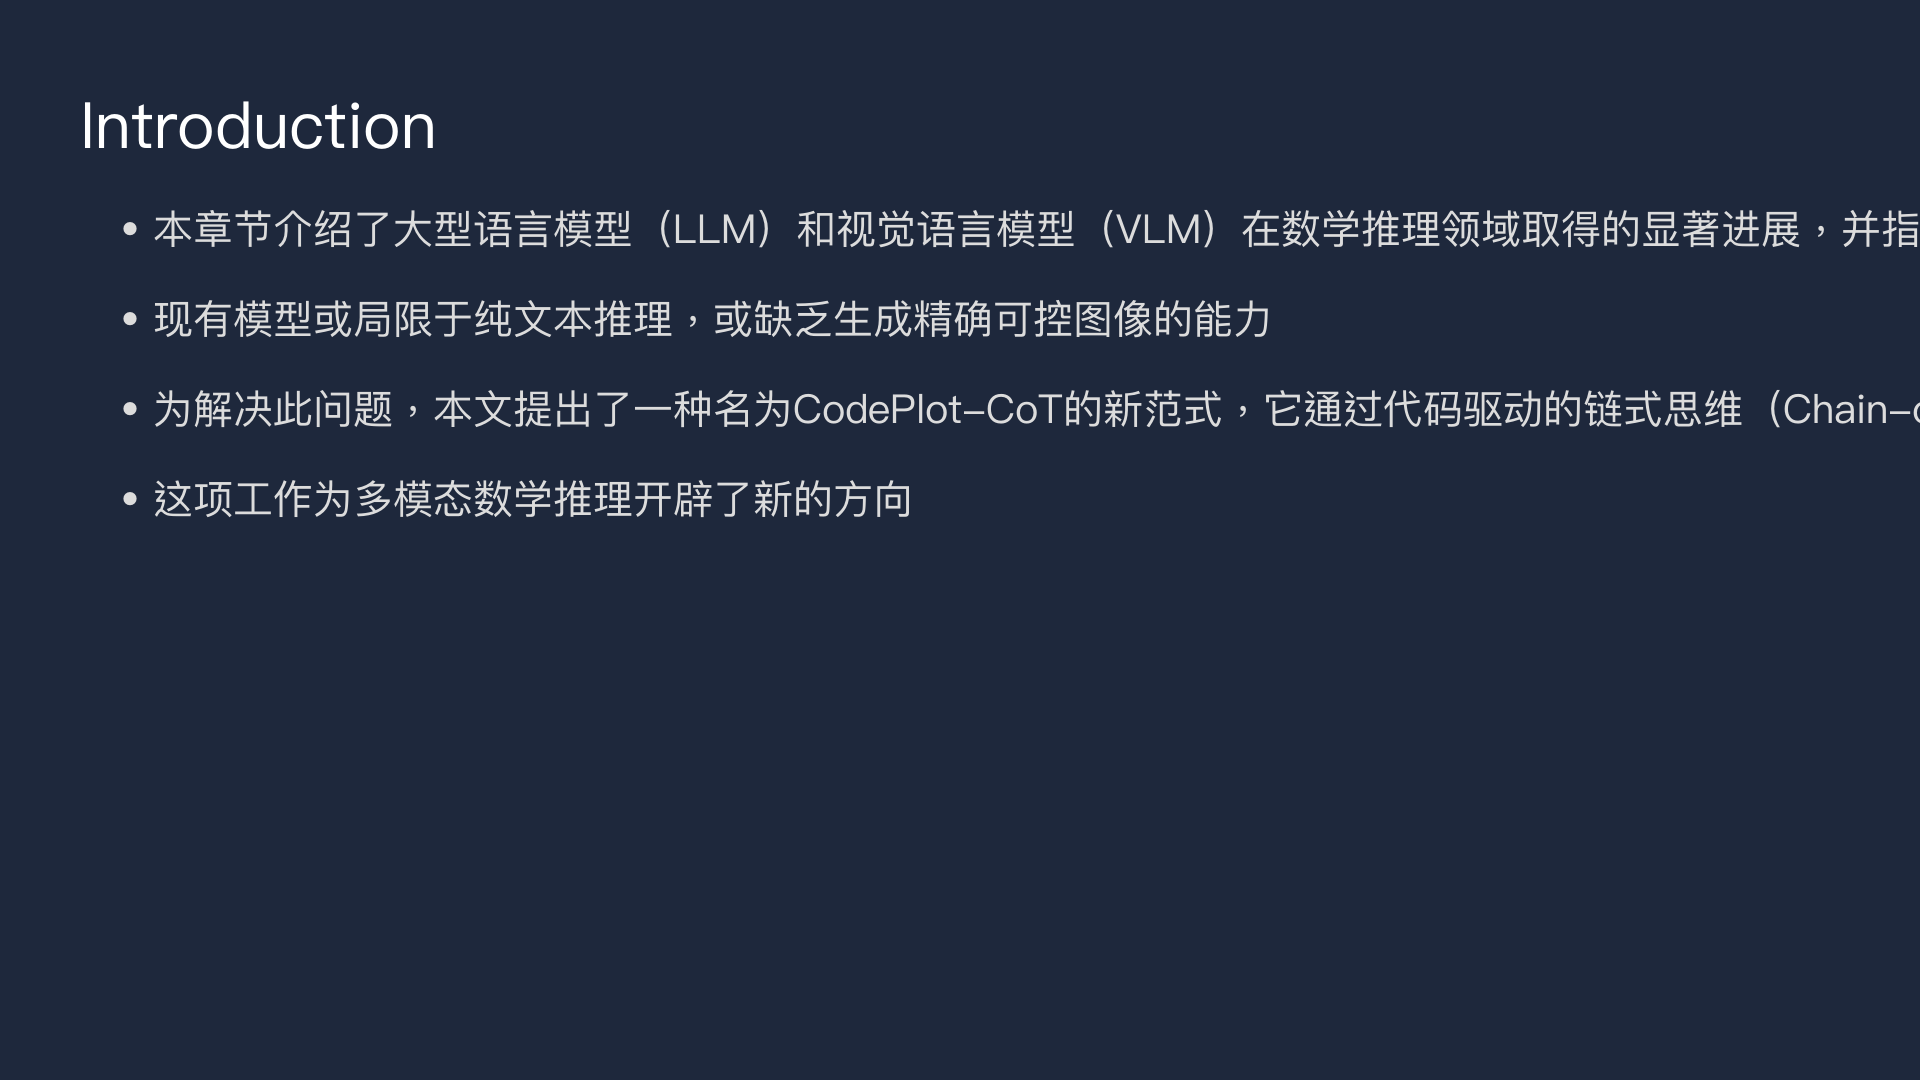 Introduction
• 本章节介绍了大型语言模型（LLM）和视觉语言模型（VLM）在数学推理领域取得的显著进展，并指
• 现有模型或局限于纯文本推理，或缺乏生成精确可控图像的能力
• 为解决此问题，本文提出了一种名为CodePlot-CoT的新范式，它通过代码驱动的链式思维（Chain-
• 这项工作为多模态数学推理开辟了新的方向